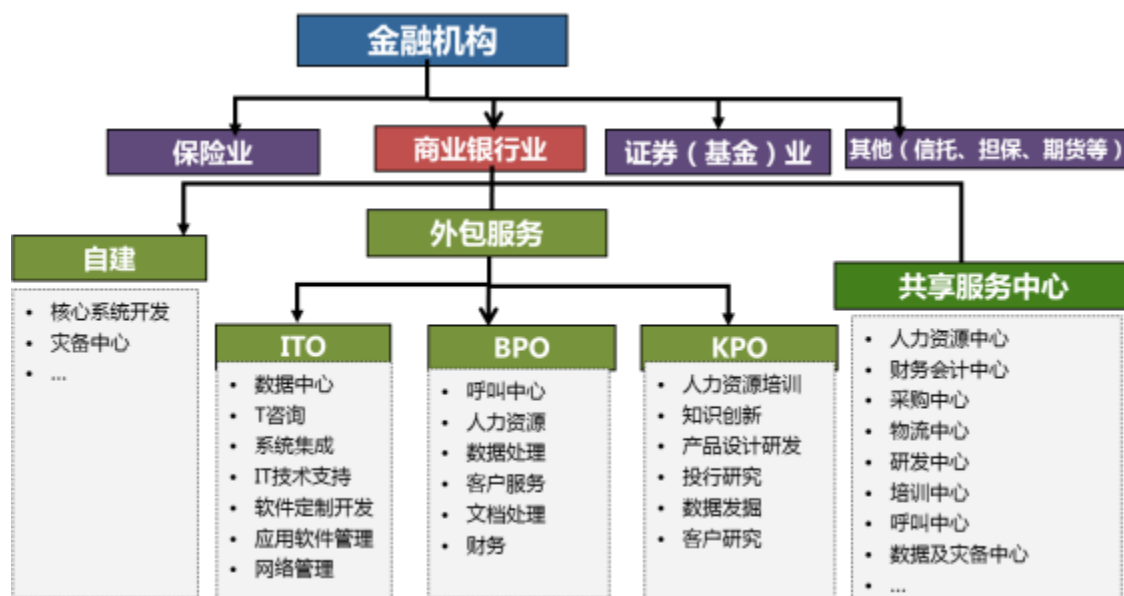 金融机构
保险业
商业银行业
证券（基金）业
其他（信托、担保、期货等）
自建
• 核心系统开发
• 灾备中心
• ...
外包服务
ITO
• 数据中心
• T咨询
• 系统集成
• IT技术支持
• 软件定制开发
• 应用软件管理
• 网络管理
BPO
• 呼叫中心
• 人力资源
• 数据处理
• 客户服务
• 文档处理
• 财务
KPO
• 人力资源培训
• 知识创新
• 产品设计研发
• 投行研究
• 数据发掘
• 客户研究
共享服务中心
• 人力资源中心
• 财务会计中心
• 采购中心
• 物流中心
• 研发中心
• 培训中心
• 呼叫中心
• 数据及灾备中心
• ...